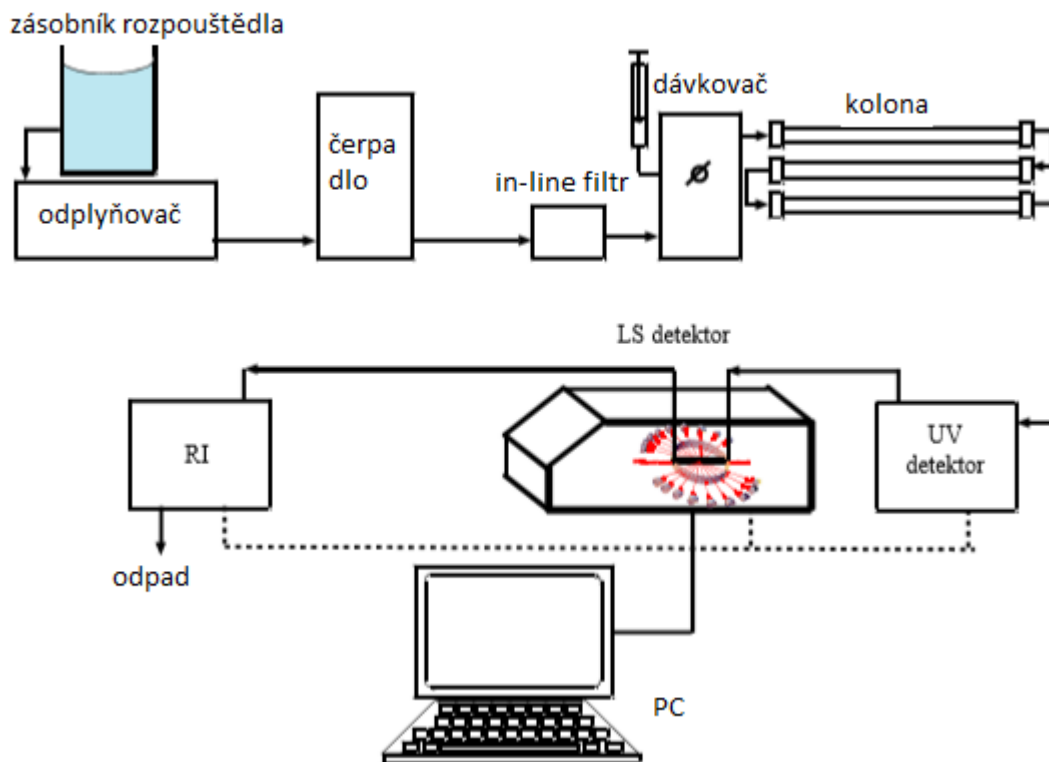 zásobník rozpouštědla
dávkovač
kolona
čerpa
dlo
in-line filtr
odplyňovač
LS detektor
RI
UV
detektor
odpad
PC